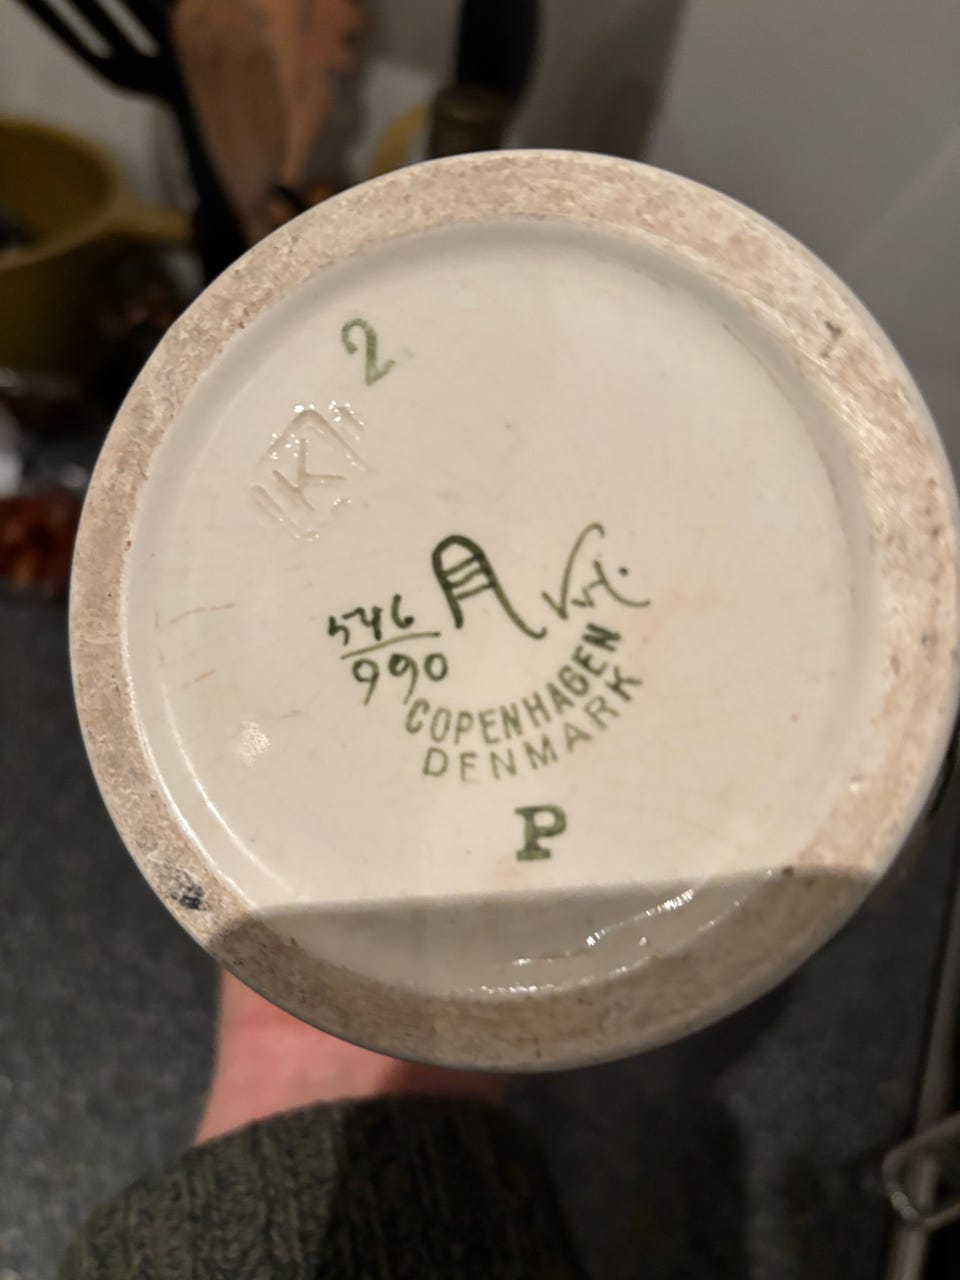 2
K
546
990
COPENHAGEN
DENMARK
P